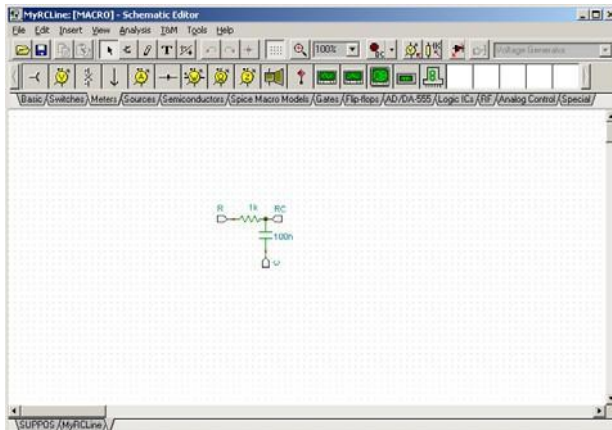 MyRCLine: [MACRO] - Schematic Editor
File Edit Insert View Analysis T&M Tools Help
100% Voltage Generator
Basic Switches Meters Sources Semiconductors Spice Macro Models Gates Flip-flops AD/DA-555 Logic ICs RF Analog Control Special
R 1k RC
100n
SUPPOS MyRCLine